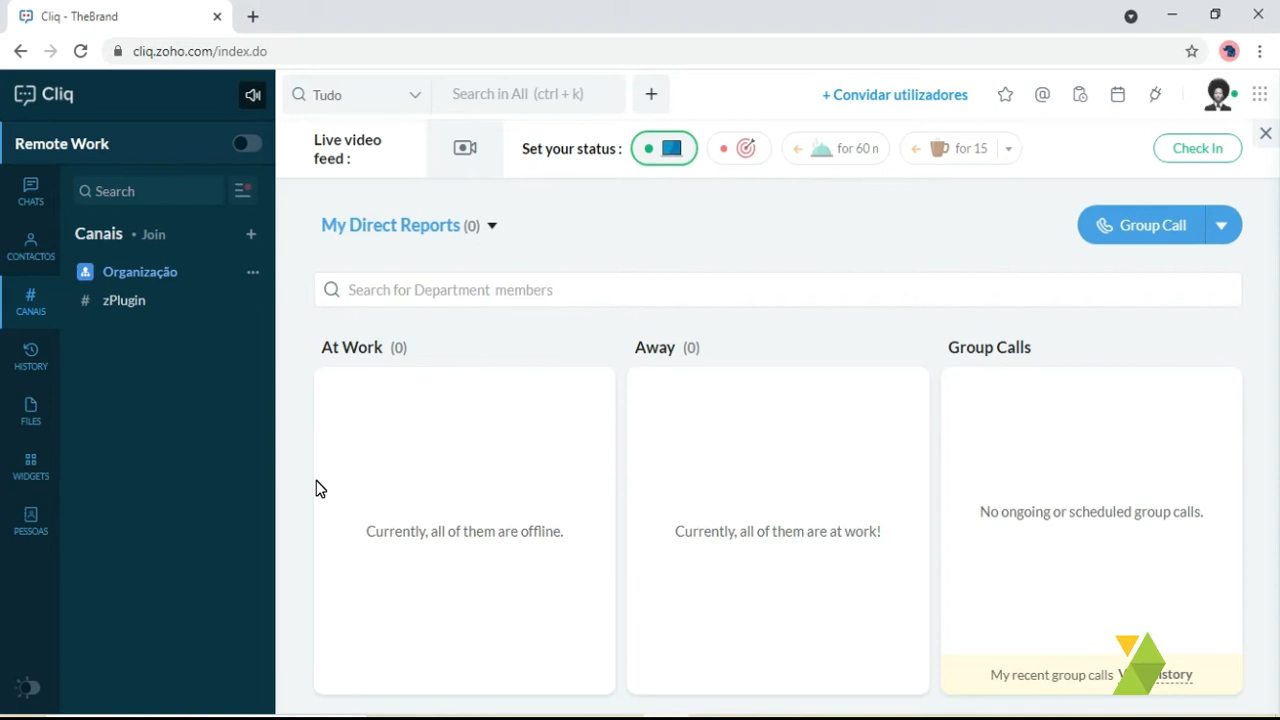 Cliq - TheBrand
cliq.zoho.com/index.do
Cliq
Tudo
Search in All (ctrl + k)
+ Convidar utilizadores
Remote Work
Live video feed :
Set your status :
for 60 n
for 15
Check In
CHATS
CONTACTOS
CANAIS
HISTORY
FILES
WIDGETS
PESSOAS
Search
Canais • Join
Organização
# zPlugin
My Direct Reports (0)
Group Call
Search for Department members
At Work (0)
Away (0)
Group Calls
Currently, all of them are offline.
Currently, all of them are at work!
No ongoing or scheduled group calls.
My recent group calls